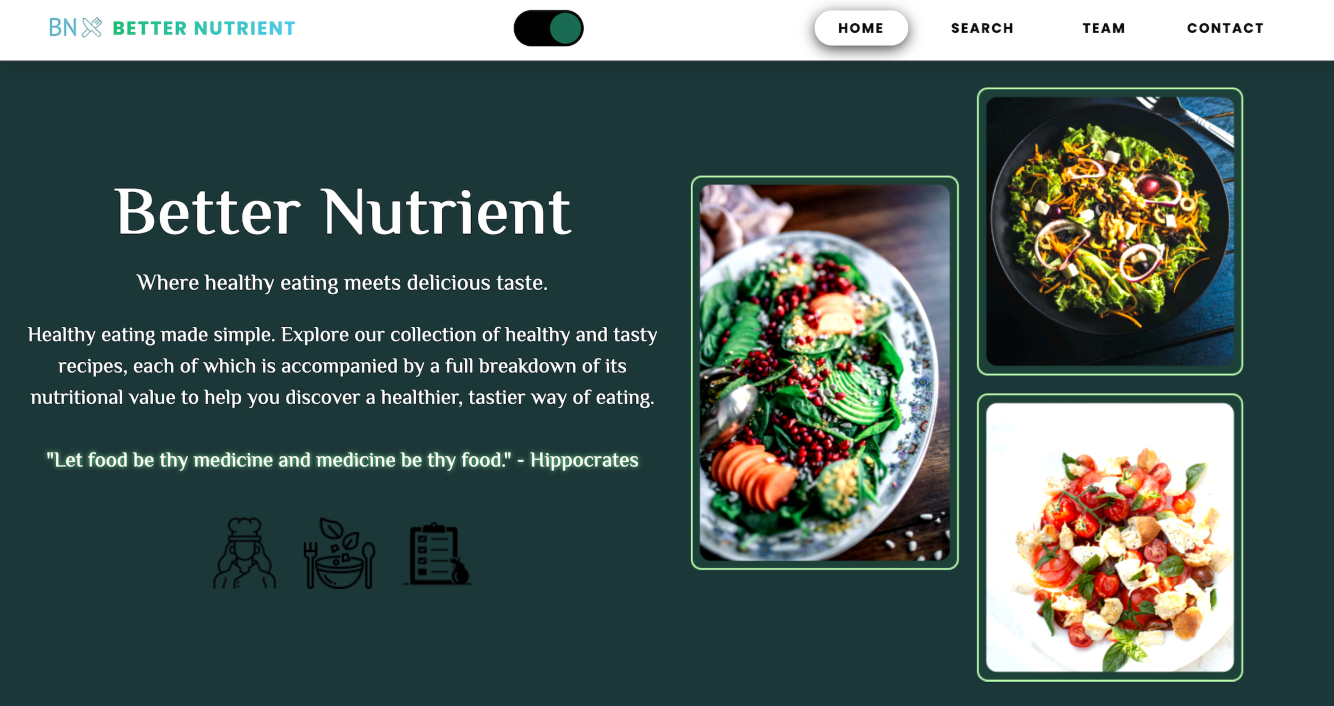 BN BETTER NUTRIENT
HOME SEARCH TEAM CONTACT
Better Nutrient
Where healthy eating meets delicious taste.
Healthy eating made simple. Explore our collection of healthy and tasty
recipes, each of which is accompanied by a full breakdown of its
nutritional value to help you discover a healthier, tastier way of eating.
"Let food be thy medicine and medicine be thy food." - Hippocrates